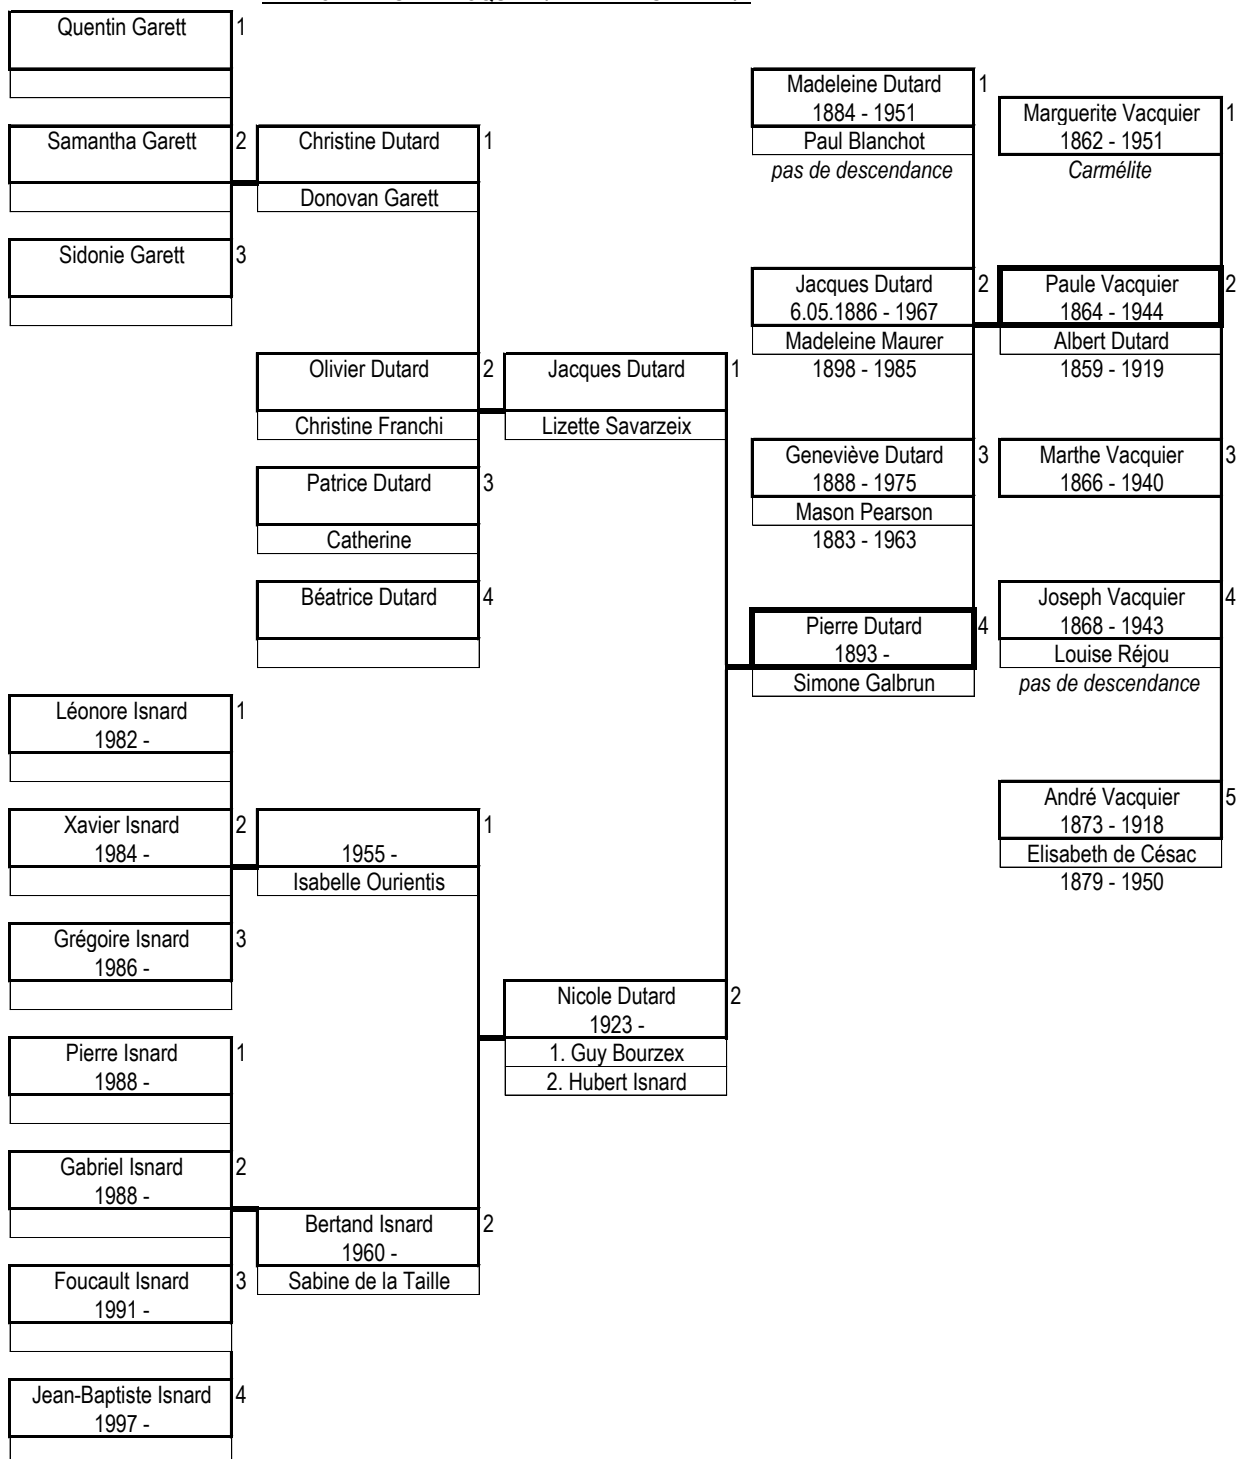 Quentin Garett 1
Samantha Garett 2
Sidonie Garett 3
Christine Dutard 1
Donovan Garett
Olivier Dutard 2
Christine Franchi
Patrice Dutard 3
Catherine
Béatrice Dutard 4
Jacques Dutard 1
Lizette Savarzeix
Madeleine Dutard 1
1884 - 1951
Paul Blanchot
pas de descendance
Jacques Dutard 2
6.05.1886 - 1967
Madeleine Maurer
1898 - 1985
Geneviève Dutard 3
1888 - 1975
Mason Pearson
1883 - 1963
Pierre Dutard 4
1893 -
Simone Galbrun
Marguerite Vacquier 1
1862 - 1951
Carmélite
Paule Vacquier 2
1864 - 1944
Albert Dutard
1859 - 1919
Marthe Vacquier 3
1866 - 1940
Joseph Vacquier 4
1868 - 1943
Louise Réjou
pas de descendance
André Vacquier 5
1873 - 1918
Elisabeth de Césac
1879 - 1950
Léonore Isnard 1
1982 -
Xavier Isnard 2
1984 -
Grégoire Isnard 3
1986 -
1
1955 -
Isabelle Ourientis
Nicole Dutard 2
1923 -
1. Guy Bourzex
2. Hubert Isnard
Pierre Isnard 1
1988 -
Gabriel Isnard 2
1988 -
Foucault Isnard 3
1991 -
Jean-Baptiste Isnard 4
1997 -
Bertand Isnard 2
1960 -
Sabine de la Taille